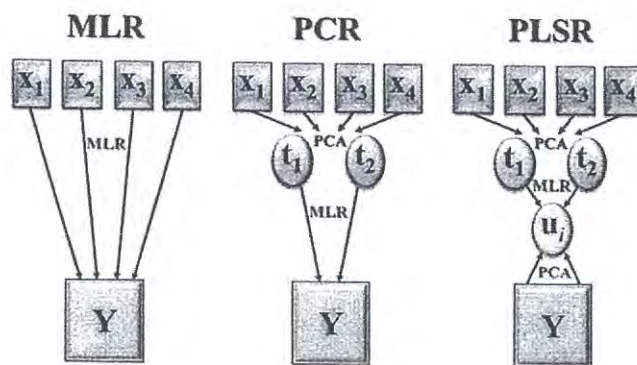 MLR PCR PLSR
x₁ x₂ x₃ x₄ x₁ x₂ x₃ x₄ x₁ x₂ x₃ x₄
MLR PCA PCA
t₁ t₂ t₁ t₂
MLR MLR
uᵢ
PCA
Y Y Y